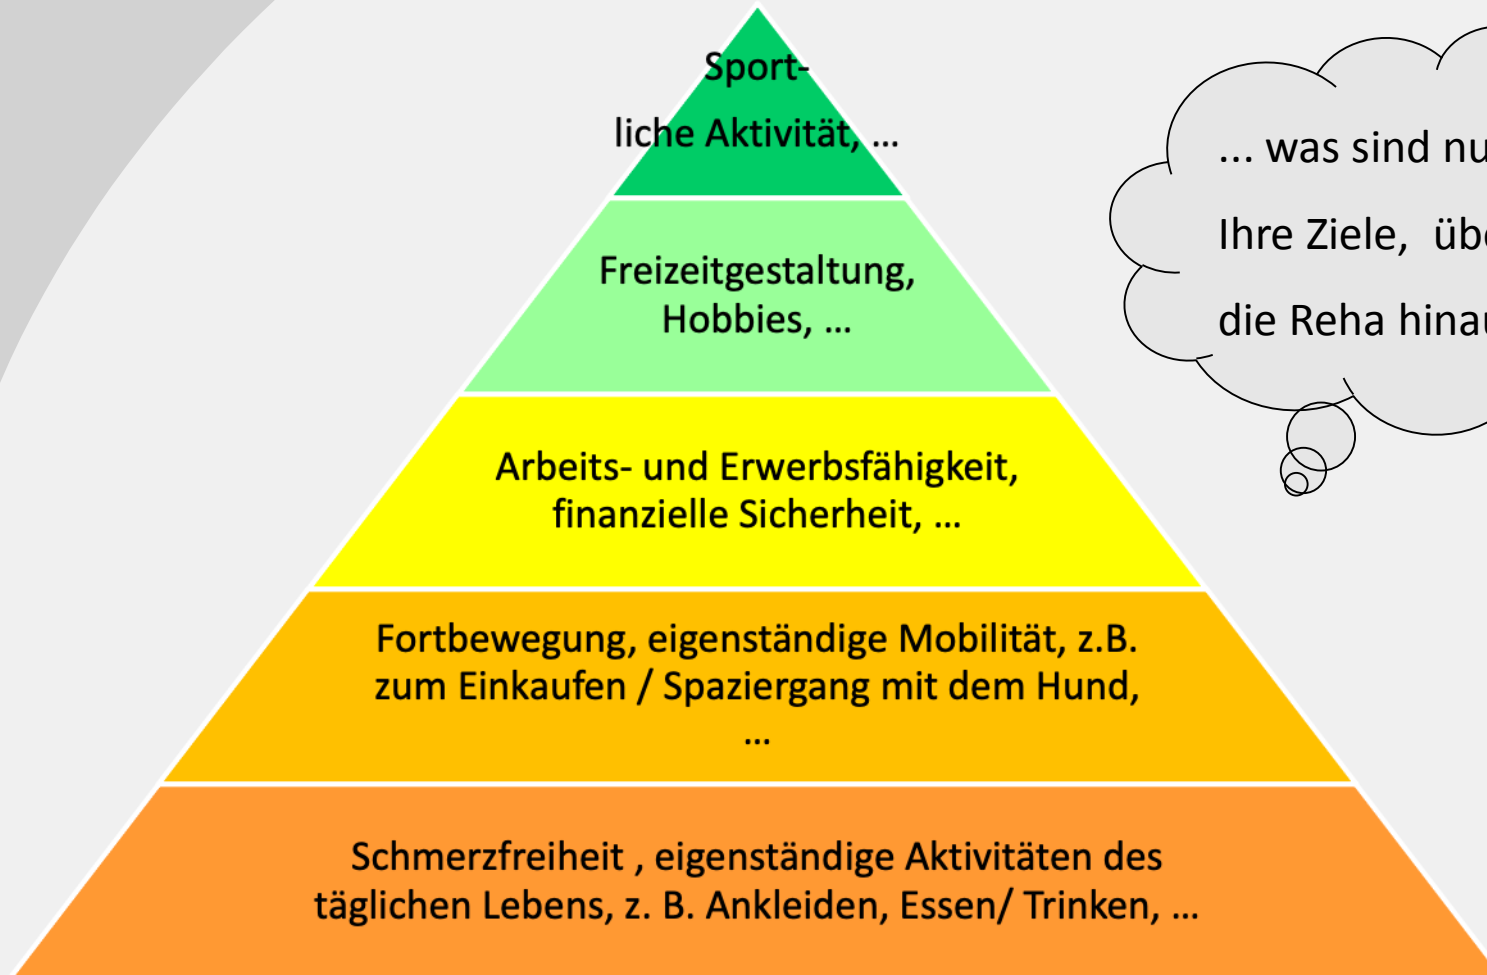 Sport-
liche Aktivität, ...
Freizeitgestaltung,
Hobbies, ...
Arbeits- und Erwerbsfähigkeit,
finanzielle Sicherheit, ...
Fortbewegung, eigenständige Mobilität, z.B.
zum Einkaufen / Spaziergang mit dem Hund,
...
Schmerzfreiheit , eigenständige Aktivitäten des
täglichen Lebens, z. B. Ankleiden, Essen/ Trinken, ...
... was sind
Ihre Ziele,
die Reha